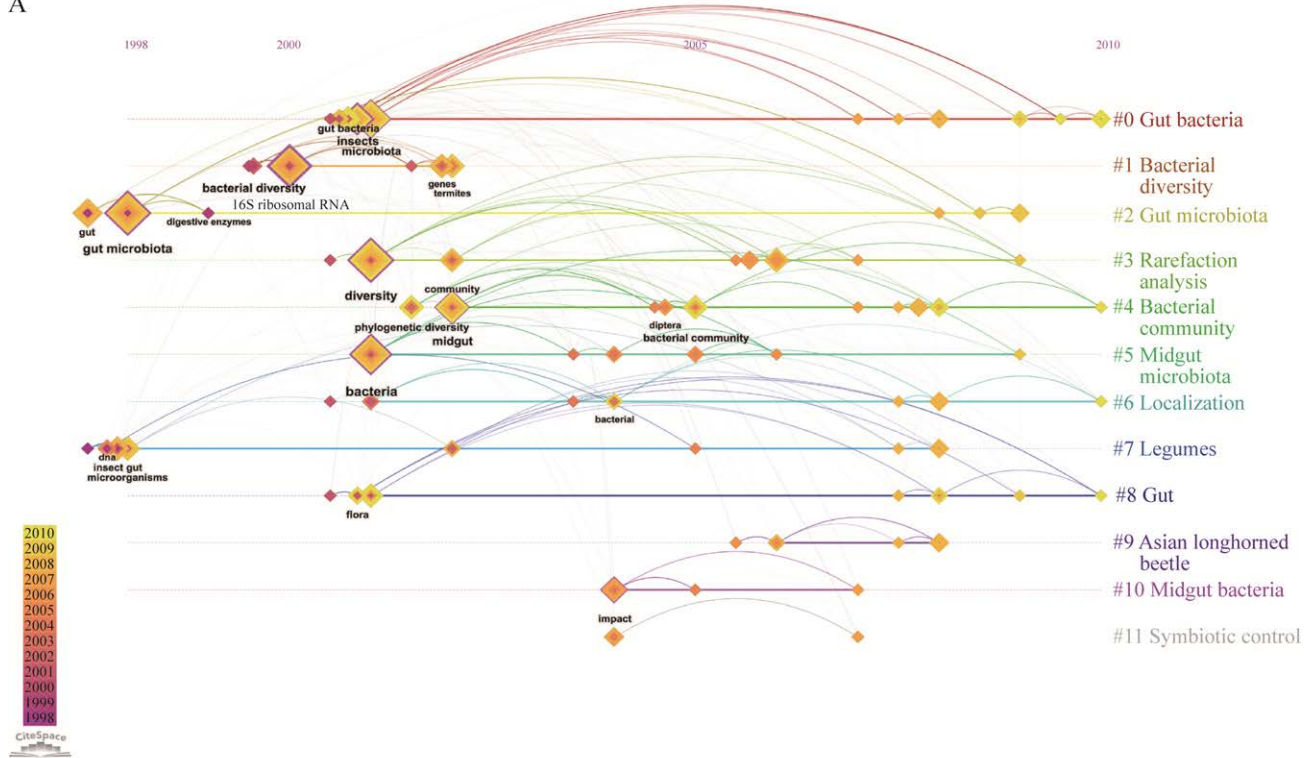 A
1998
2000
2005
2010
gut bacteria
insects
microbiota
#0 Gut bacteria
bacterial diversity
16S ribosomal RNA
genes
termites
#1 Bacterial
diversity
gut
gut microbiota
digestive enzymes
#2 Gut microbiota
diversity
community
#3 Rarefaction
analysis
phylogenetic diversity
midgut
diptera
bacterial community
#4 Bacterial
community
bacteria
#5 Midgut
microbiota
bacterial
#6 Localization
dna
insect gut
microorganisms
#7 Legumes
flora
#8 Gut
#9 Asian longhorned
beetle
impact
#10 Midgut bacteria
#11 Symbiotic control
2010
2009
2008
2007
2006
2005
2004
2003
2002
2001
2000
1999
1998
CiteSpace